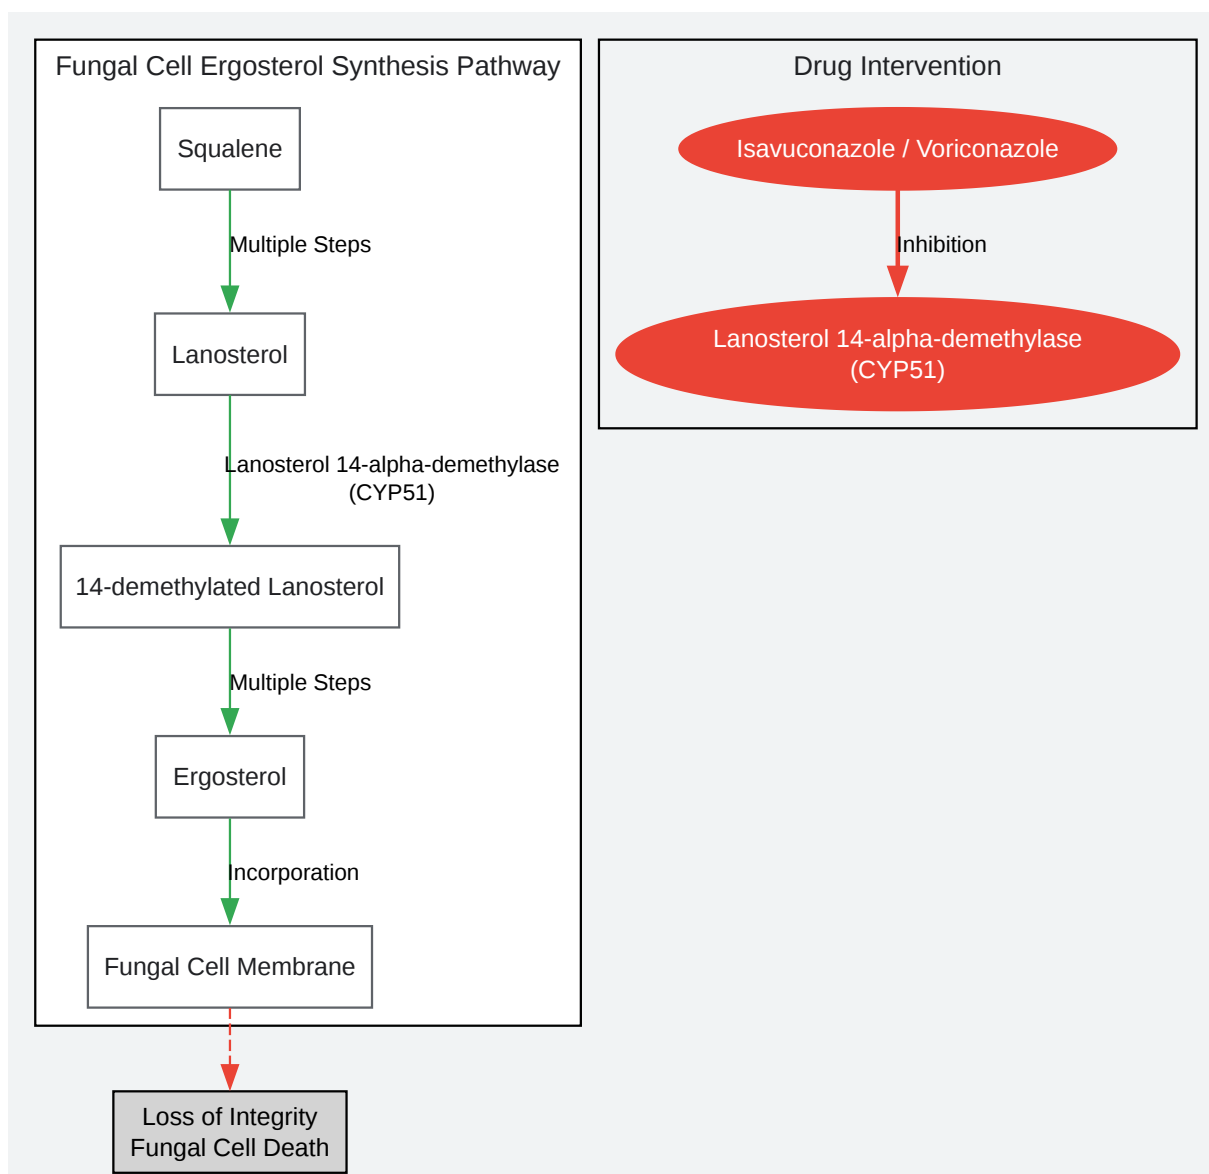 Fungal Cell Ergosterol Synthesis Pathway
Squalene
Multiple Steps
Lanosterol
Lanosterol 14-alpha-demethylase
(CYP51)
14-demethylated Lanosterol
Multiple Steps
Ergosterol
Incorporation
Fungal Cell Membrane
Loss of Integrity
Fungal Cell Death
Drug Intervention
Isavuconazole / Voriconazole
Inhibition
Lanosterol 14-alpha-demethylase
(CYP51)